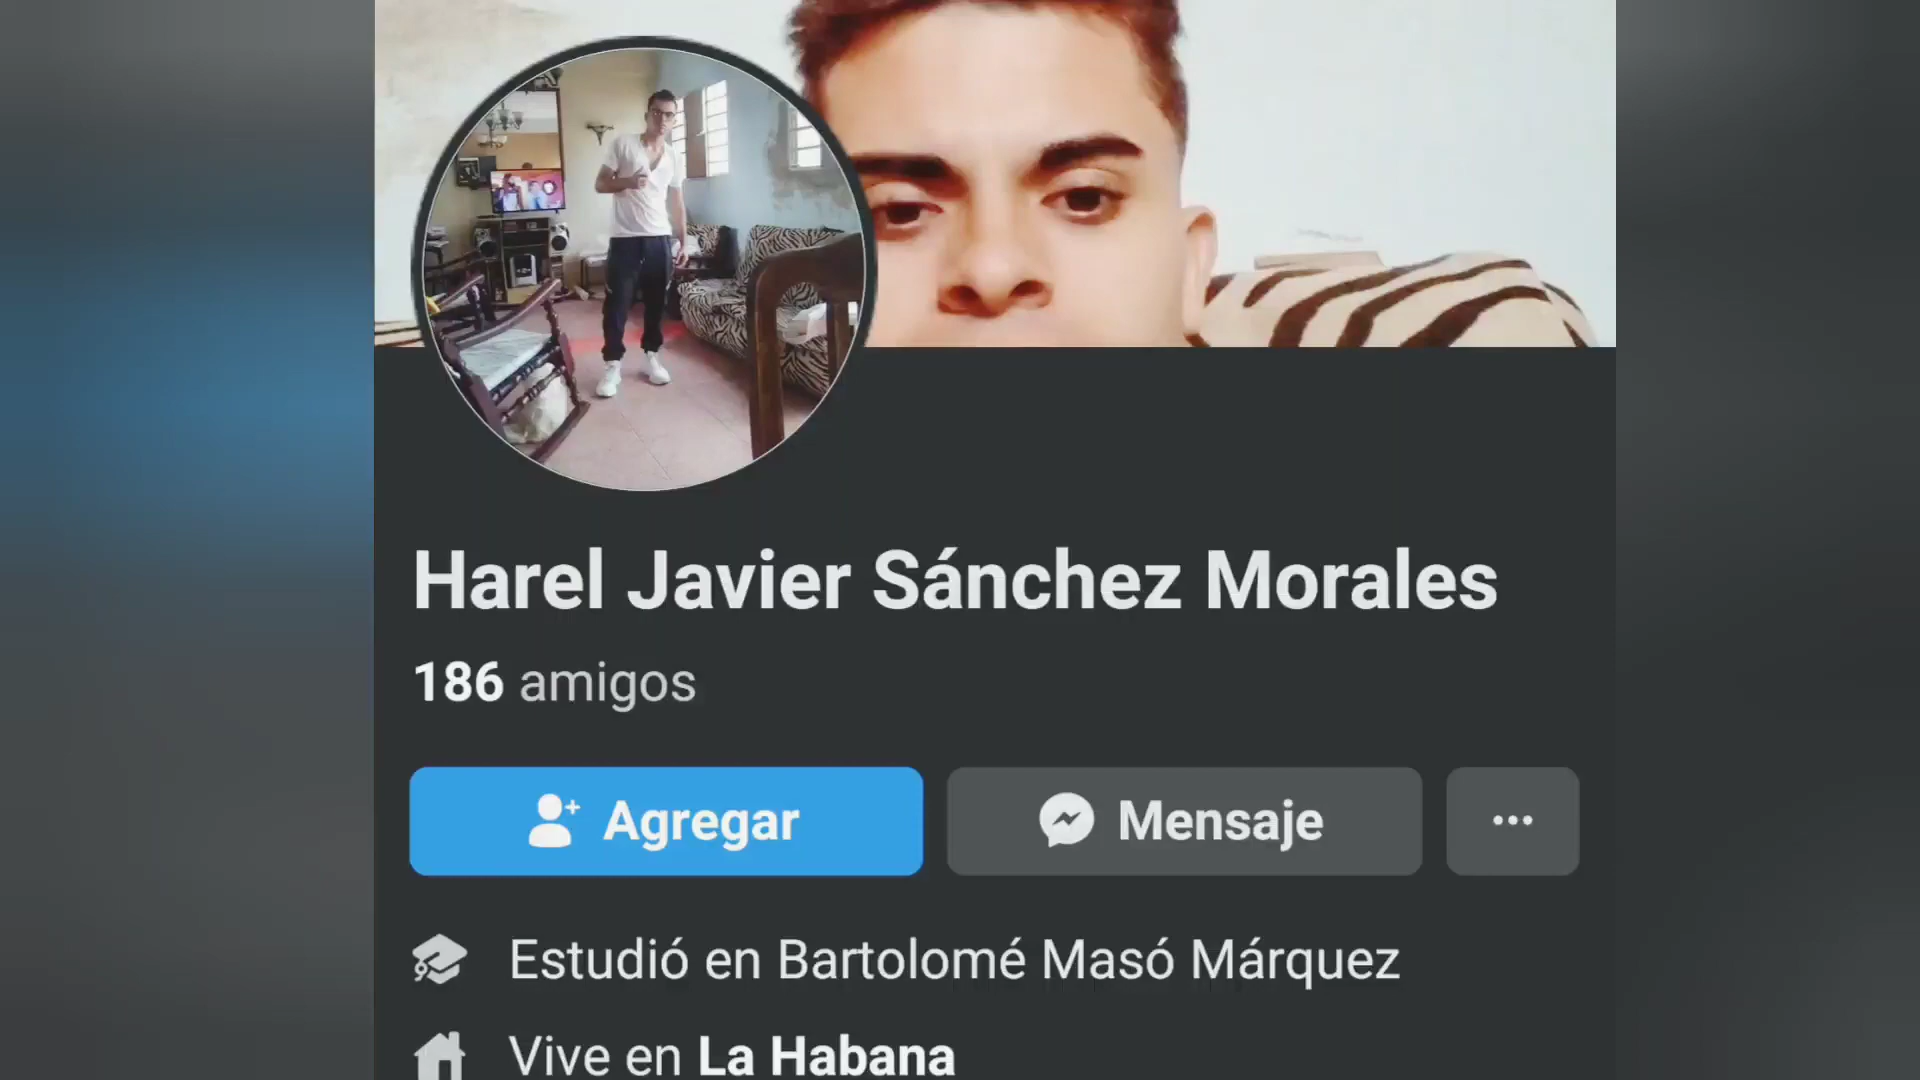 Harel Javier Sánchez Morales
186 amigos
Agregar
Mensaje
Estudió en Bartolomé Masó Márquez
Vive en La Habana